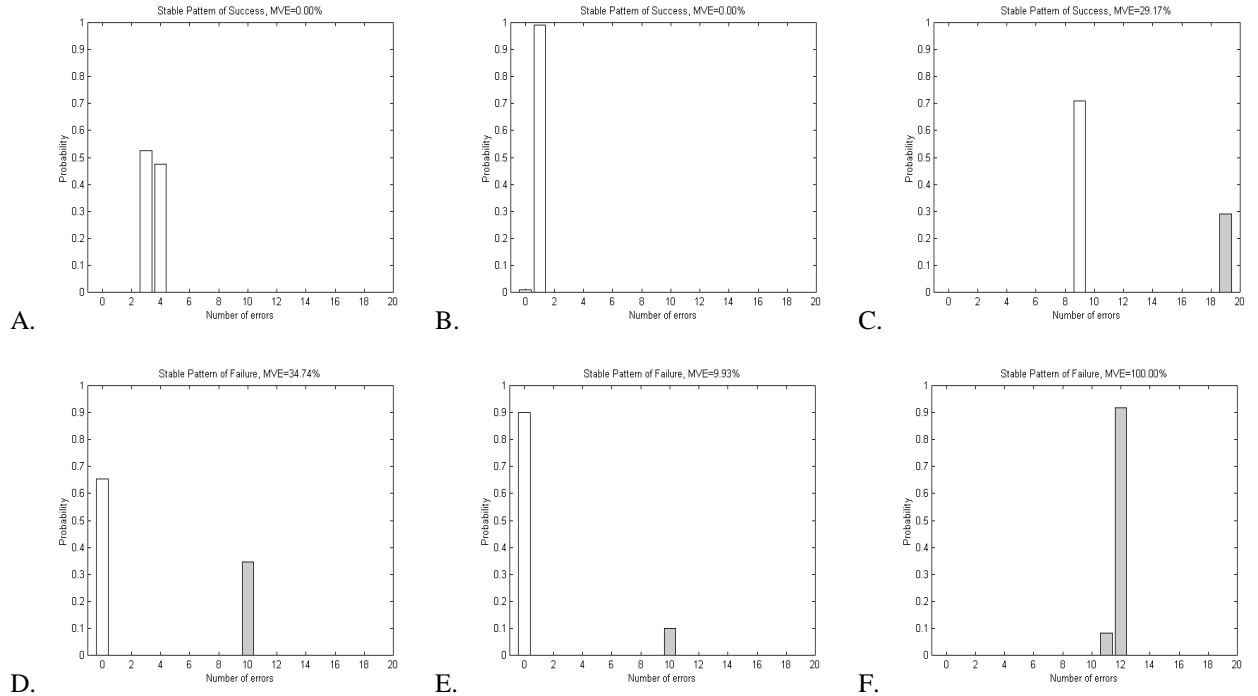 Stable Pattern of Success, MVE=0.00%
1
0.9
0.8
0.7
0.6
0.5
0.4
0.3
0.2
0.1
0
Probability
0 2 4 6 8 10 12 14 16 18 20
Number of errors
A.
Stable Pattern of Success, MVE=0.00%
1
0.9
0.8
0.7
0.6
0.5
0.4
0.3
0.2
0.1
0
Probability
0 2 4 6 8 10 12 14 16 18 20
Number of errors
B.
Stable Pattern of Success, MVE=29.17%
1
0.9
0.8
0.7
0.6
0.5
0.4
0.3
0.2
0.1
0
Probability
0 2 4 6 8 10 12 14 16 18 20
Number of errors
C.
Stable Pattern of Failure, MVE=34.74%
1
0.9
0.8
0.7
0.6
0.5
0.4
0.3
0.2
0.1
0
Probability
0 2 4 6 8 10 12 14 16 18 20
Number of errors
D.
Stable Pattern of Failure, MVE=9.93%
1
0.9
0.8
0.7
0.6
0.5
0.4
0.3
0.2
0.1
0
Probability
0 2 4 6 8 10 12 14 16 18 20
Number of errors
E.
Stable Pattern of Failure, MVE=100.00%
1
0.9
0.8
0.7
0.6
0.5
0.4
0.3
0.2
0.1
0
Probability
0 2 4 6 8 10 12 14 16 18 20
Number of errors
F.